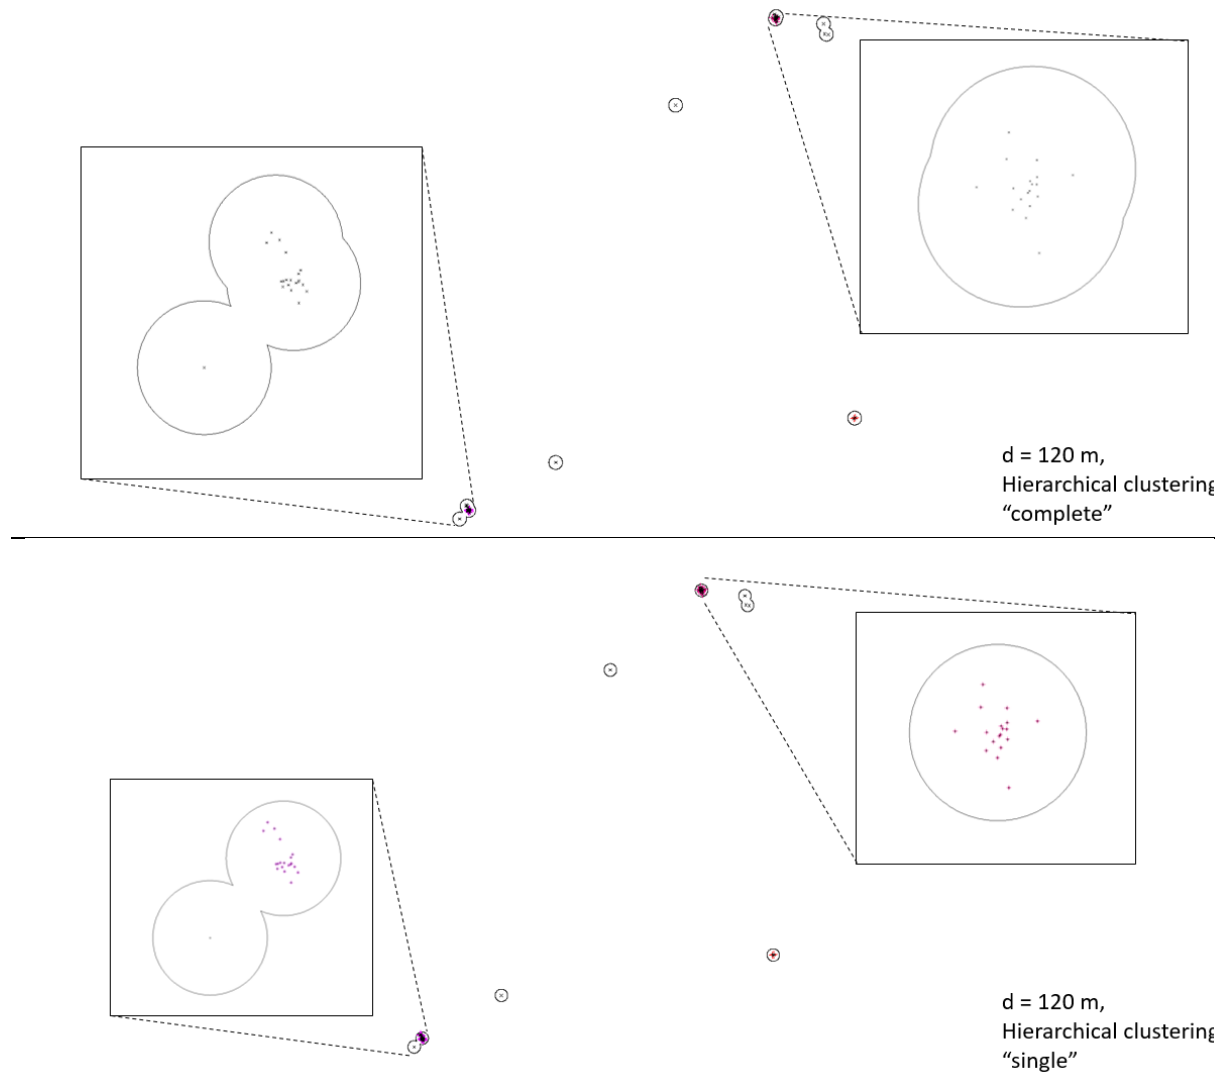 d = 120 m,
Hierarchical clustering
“complete”
d = 120 m,
Hierarchical clustering
“single”